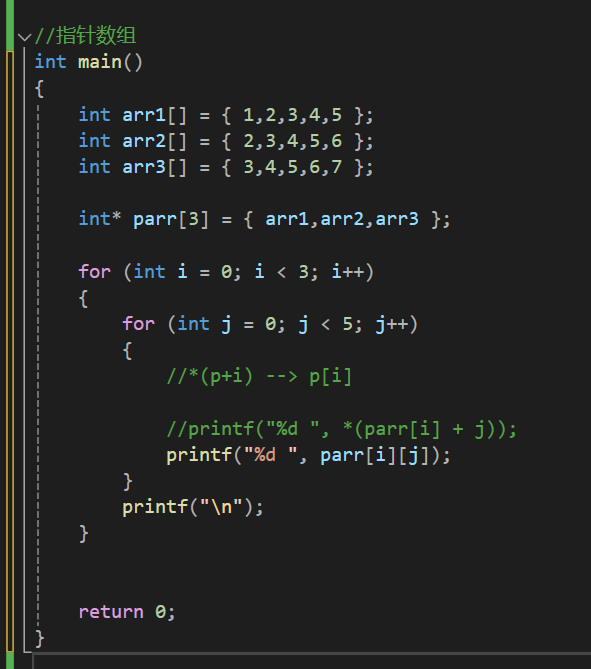 //指针数组
int main()
{
    int arr1[] = { 1,2,3,4,5 };
    int arr2[] = { 2,3,4,5,6 };
    int arr3[] = { 3,4,5,6,7 };

    int* parr[3] = { arr1,arr2,arr3 };

    for (int i = 0; i < 3; i++)
    {
        for (int j = 0; j < 5; j++)
        {
            //*(p+i) --> p[i]

            //printf("%d ", *(parr[i] + j));
            printf("%d ", parr[i][j]);
        }
        printf("\n");
    }

    return 0;
}